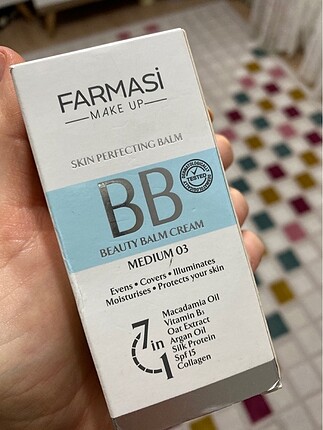 FARMASi
MAKE UP
SKIN PERFECTING BALM
BB
TESTED
BEAUTY BALM CREAM
MEDIUM 03
Evens • Covers • Illuminates
Moisturises • Protects your skin
7 in 1
Macadamia Oil
Vitamin B5
Oat Extract
Argan Oil
Silk Protein
Spf 15
Collagen